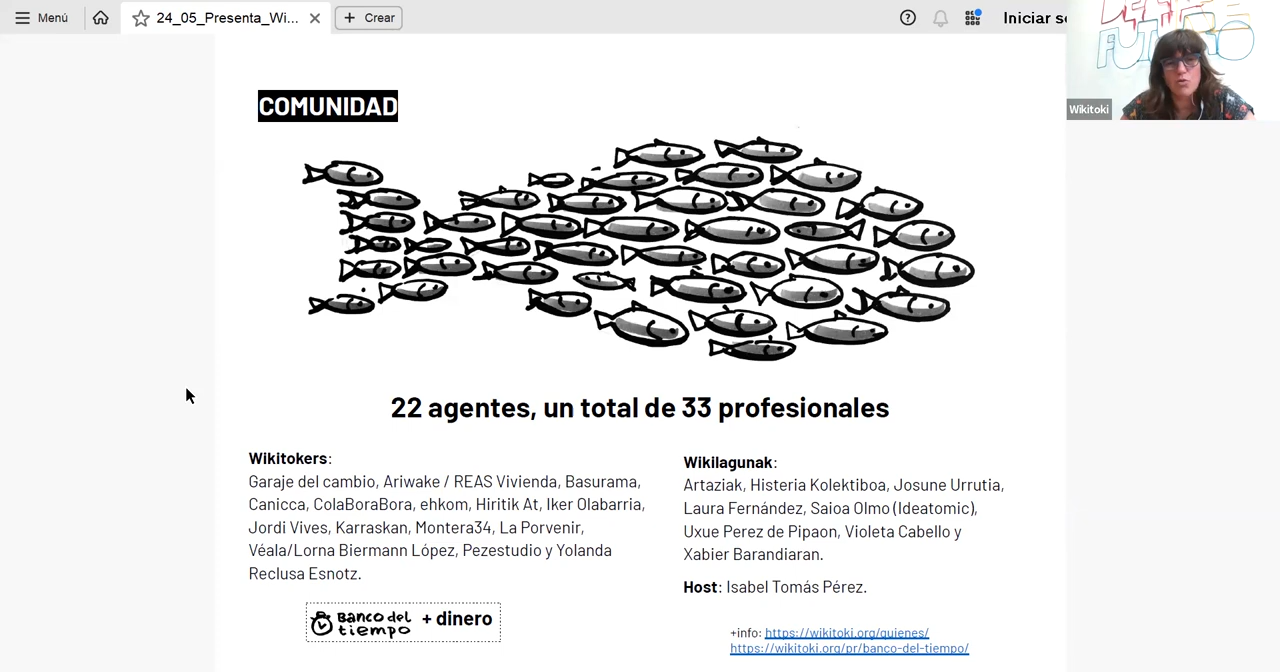 Menú
24_05_Presenta_Wi...
Crear
Iniciar
Wikitoki
COMUNIDAD
22 agentes, un total de 33 profesionales
Wikitokers:
Garaje del cambio, Ariwake / REAS Vivienda, Basurama,
Canicca, ColaBoraBora, ehkom, Hiritik At, Iker Olabarria,
Jordi Vives, Karraskan, Montera34, La Porvenir,
Véala/Lorna Biermann López, Pezestudio y Yolanda
Reclusa Esnotz.
Banco del
tiempo
+ dinero
Wikilagunak:
Artaziak, Histeria Kolektiboa, Josune Urrutia,
Laura Fernández, Saioa Olmo (Ideatomic),
Uxue Perez de Pipaon, Violeta Cabello y
Xabier Barandiaran.
Host: Isabel Tomás Pérez.
+info: https://wikitoki.org/quienes/
https://wikitoki.org/pr/banco-del-tiempo/